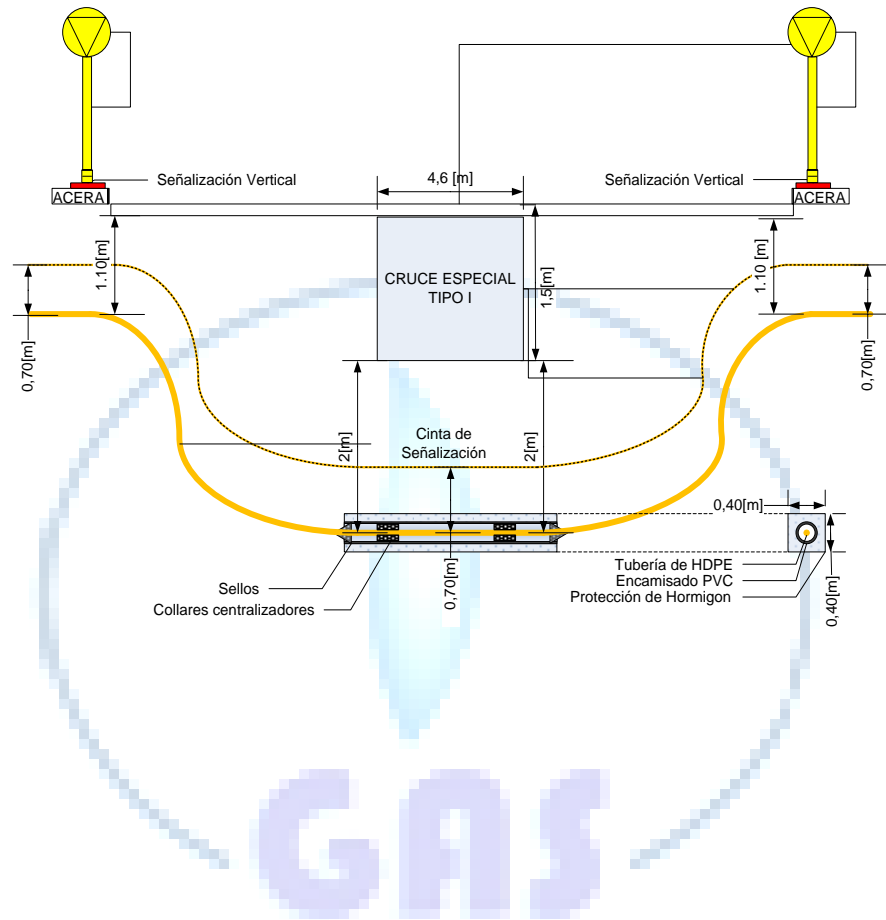 Señalización Vertical
4,6 [m]
Señalización Vertical
ACERA
ACERA
1.10[m]
CRUCE ESPECIAL
TIPO I
1,5[m]
1.10 [m]
0,70[m]
0,70[m]
2[m]
Cinta de
Señalización
2[m]
0,40[m]
Sellos
Collares centralizadores
0,70[m]
Tubería de HDPE
Encamisado PVC
Protección de Hormigon
0,40[m]
GAS